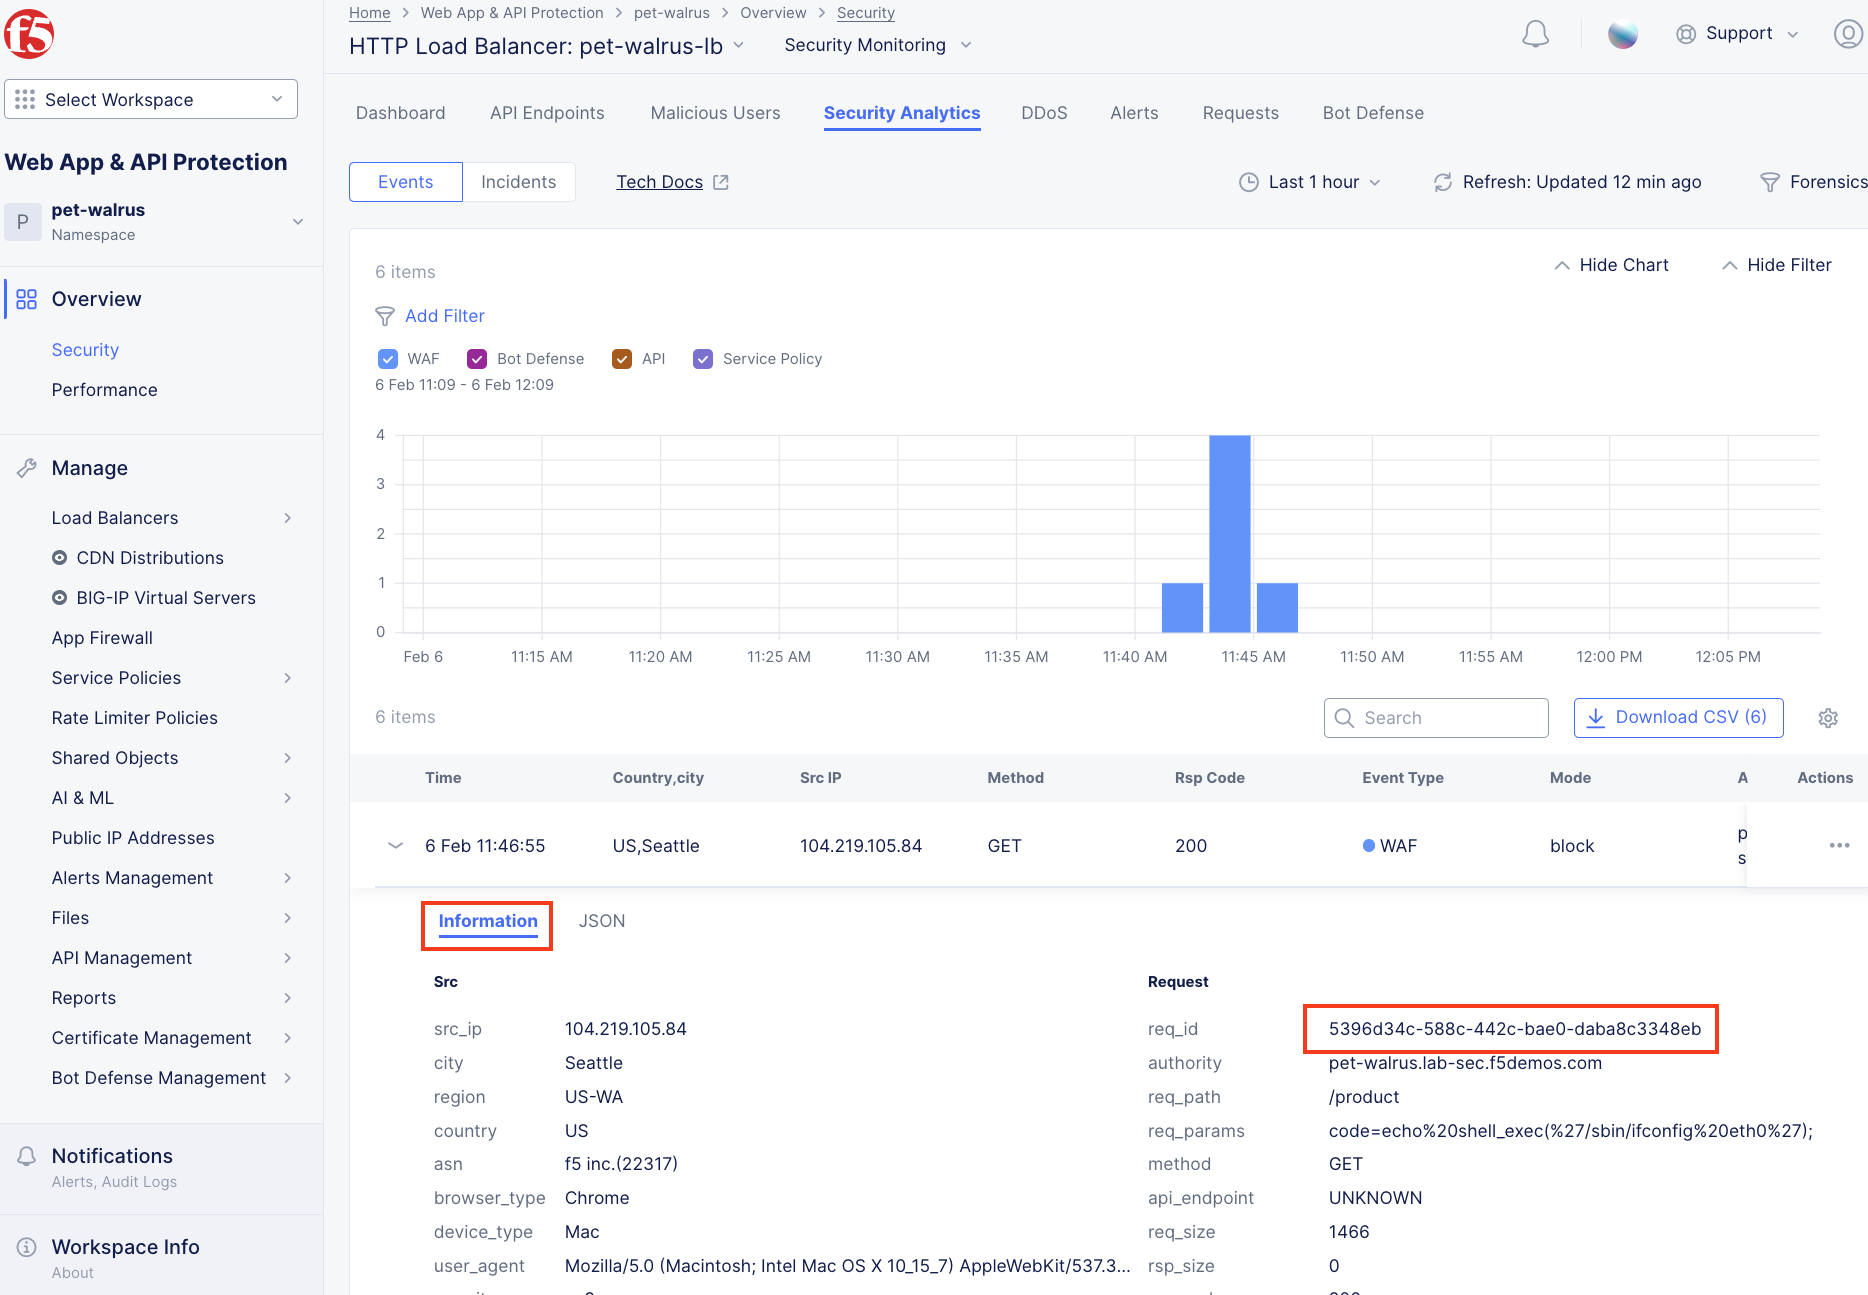 f5
Home > Web App & API Protection > pet-walrus > Overview > Security
HTTP Load Balancer: pet-walrus-lb
Security Monitoring
Support
Select Workspace
Web App & API Protection
P
pet-walrus
Namespace
Overview
Security
Performance
Manage
Load Balancers
CDN Distributions
BIG-IP Virtual Servers
App Firewall
Service Policies
Rate Limiter Policies
Shared Objects
AI & ML
Public IP Addresses
Alerts Management
Files
API Management
Reports
Certificate Management
Bot Defense Management
Notifications
Alerts, Audit Logs
Workspace Info
About
Dashboard API Endpoints Malicious Users Security Analytics DDoS Alerts Requests Bot Defense
Events Incidents Tech Docs Last 1 hour Refresh: Updated 12 min ago Forensics
6 items Hide Chart Hide Filter
Add Filter
WAF Bot Defense API Service Policy
6 Feb 11:09 - 6 Feb 12:09
4
3
2
1
0
Feb 6 11:15 AM 11:20 AM 11:25 AM 11:30 AM 11:35 AM 11:40 AM 11:45 AM 11:50 AM 11:55 AM 12:00 PM 12:05 PM
6 items Search Download CSV (6)
Time Country,city Src IP Method Rsp Code Event Type Mode A Actions
6 Feb 11:46:55 US,Seattle 104.219.105.84 GET 200 WAF block p
s
Information JSON
Src Request
src_ip 104.219.105.84 req_id 5396d34c-588c-442c-bae0-daba8c3348eb
city Seattle authority pet-walrus.lab-sec.f5demos.com
region US-WA req_path /product
country US req_params code=echo%20shell_exec(%27/sbin/ifconfig%20eth0%27);
asn f5 inc.(22317) method GET
browser_type Chrome api_endpoint UNKNOWN
device_type Mac req_size 1466
user_agent Mozilla/5.0 (Macintosh; Intel Mac OS X 10_15_7) AppleWebKit/537.3... rsp_size 0